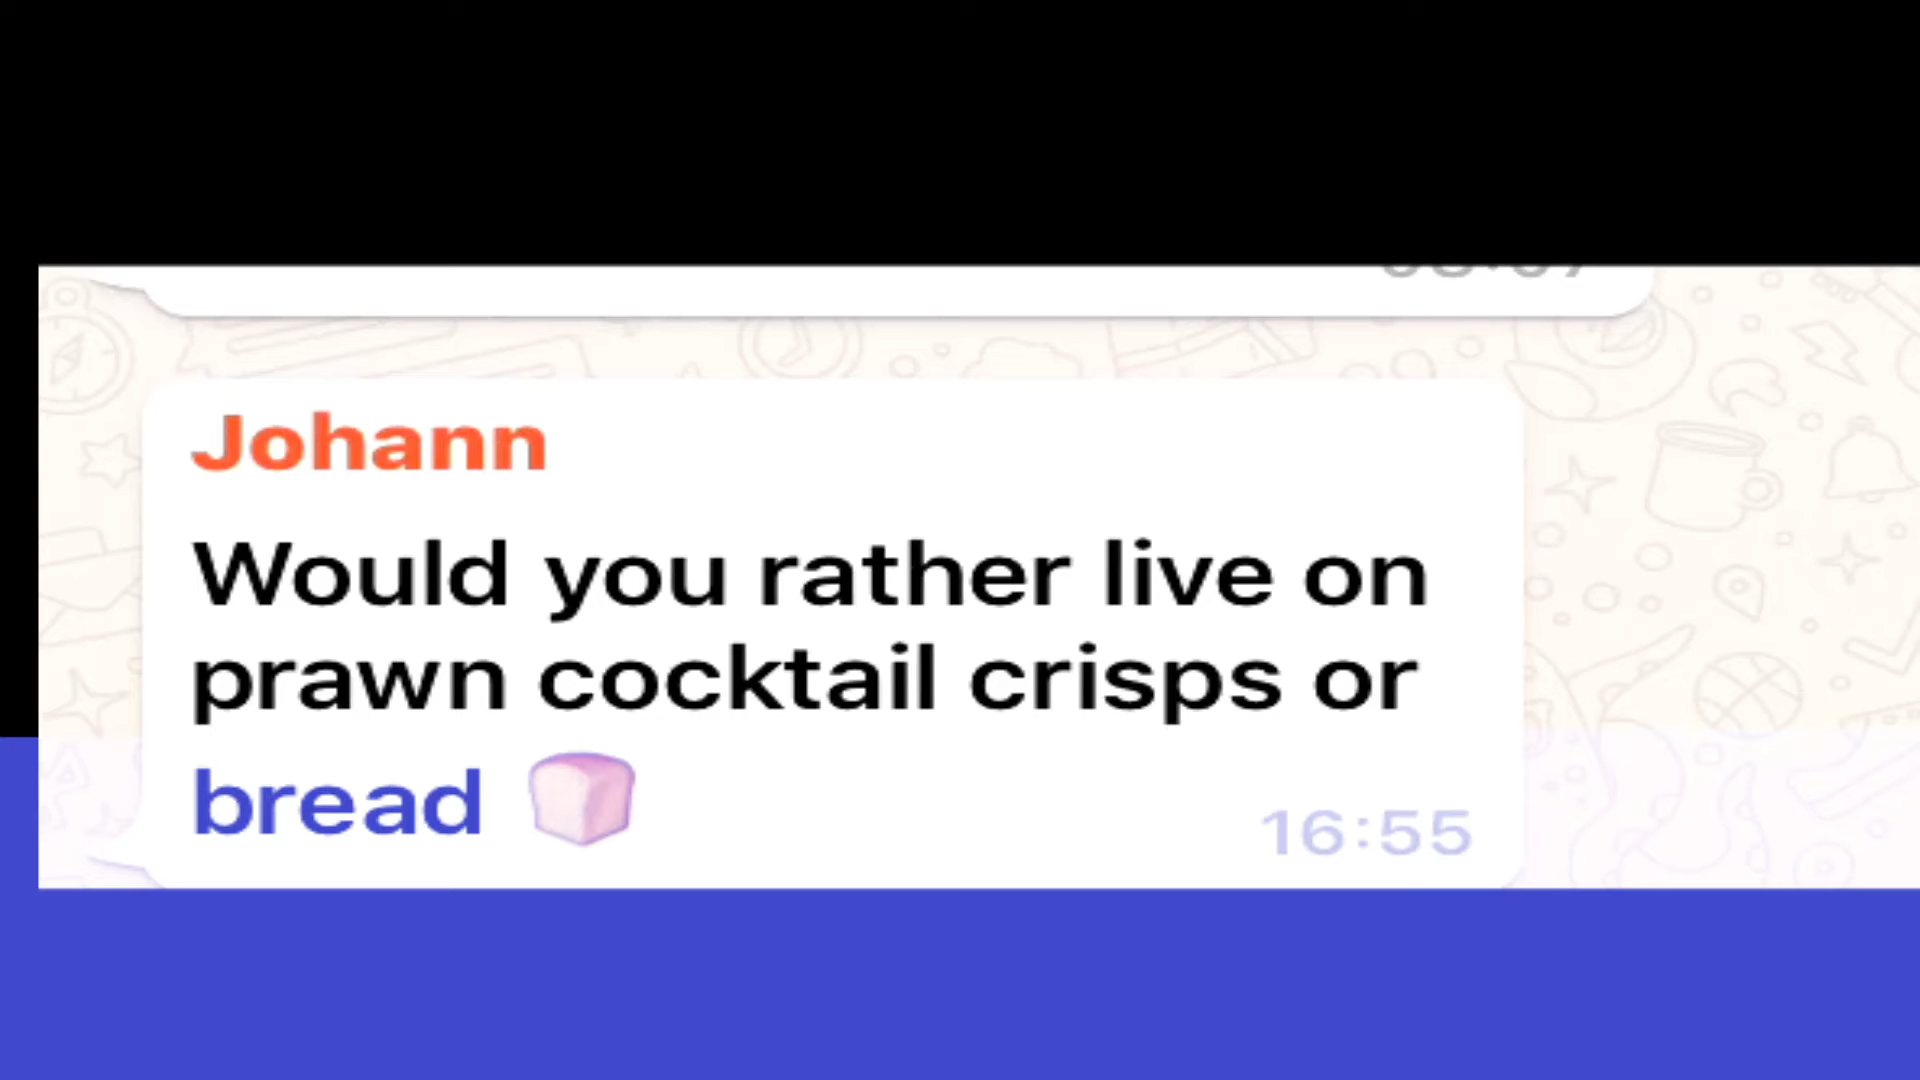 Johann
Would you rather live on
prawn cocktail crisps or
bread 🍞
16:55